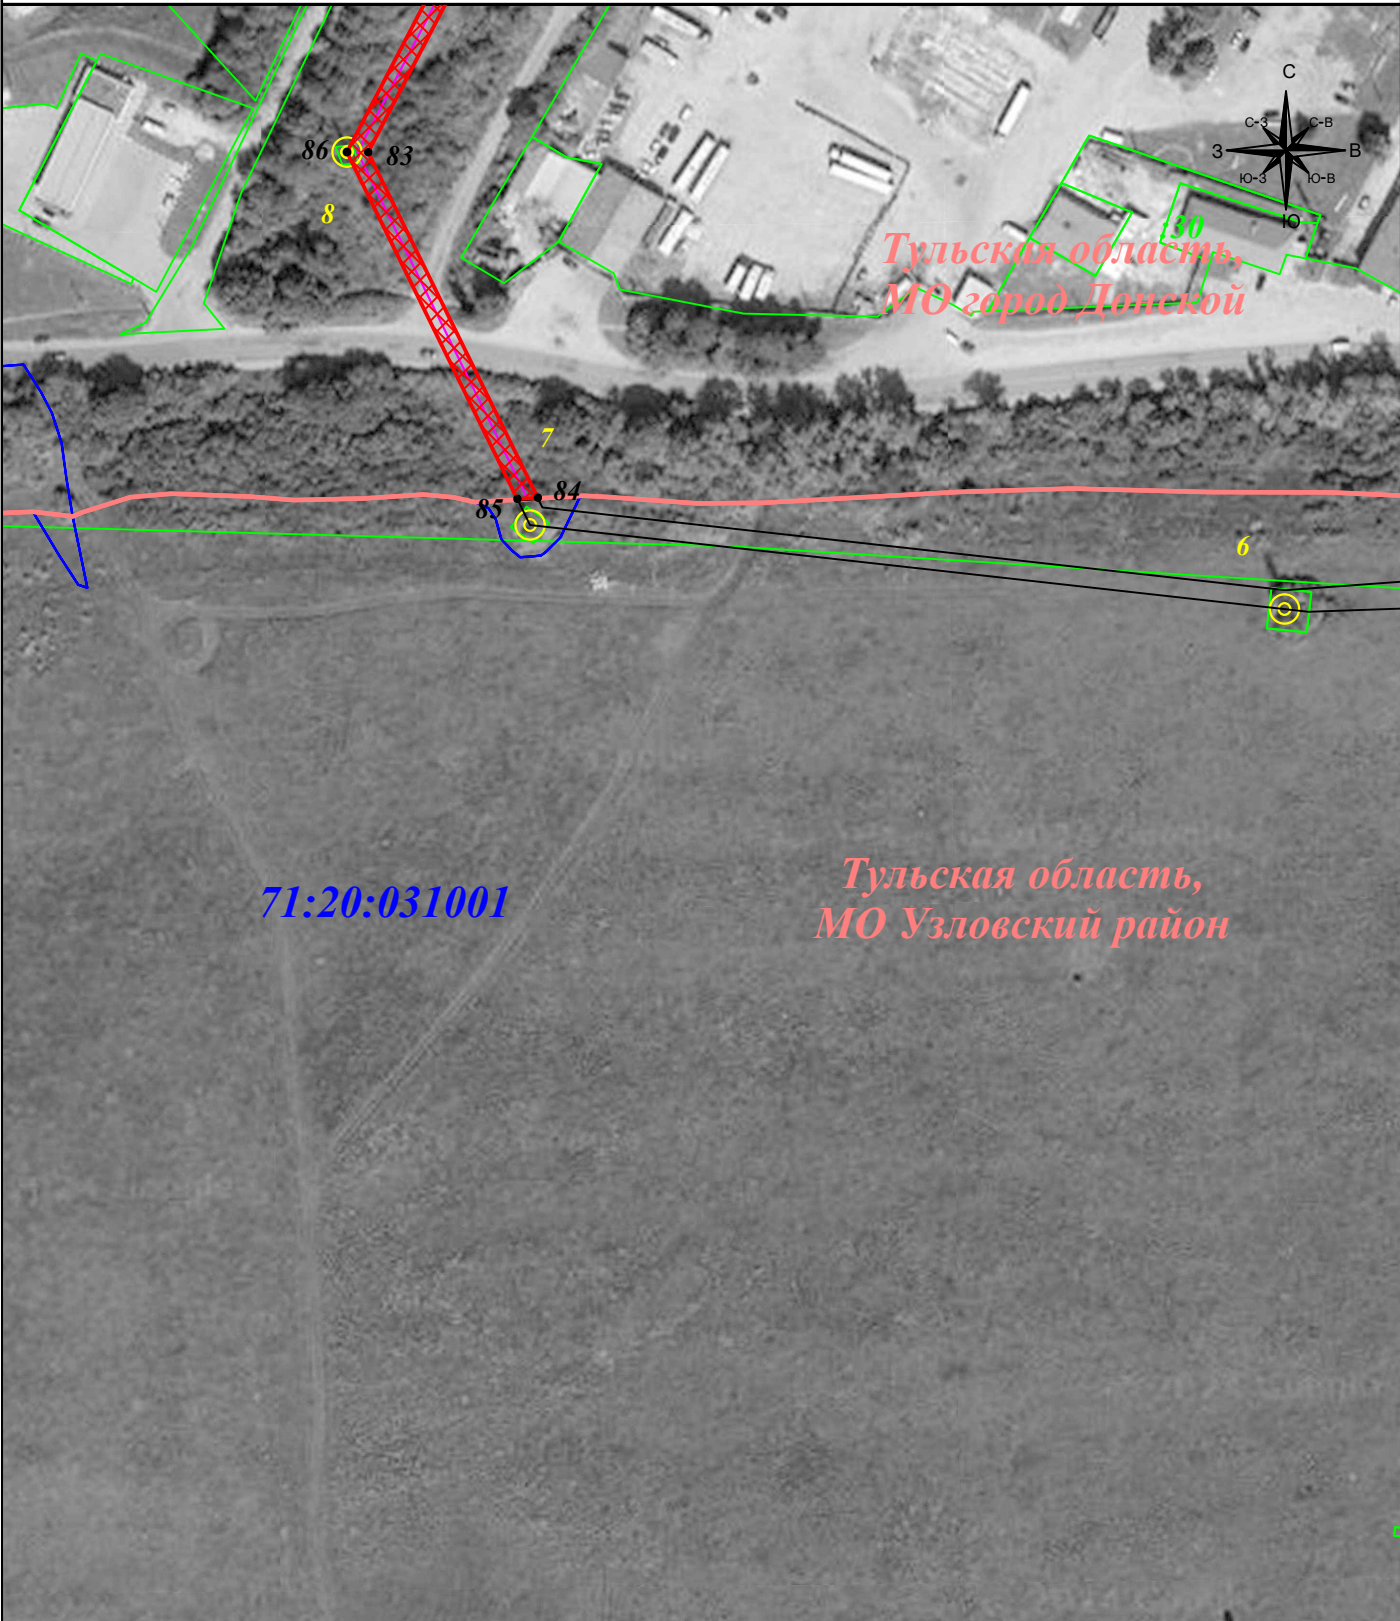 С
С-З
С-В
З
В
Ю-З
Ю-В
Ю
86
83
8
:30
Тульская область,
МО город Донской
7
84
85
6
71:20:031001
Тульская область,
МО Узловский район